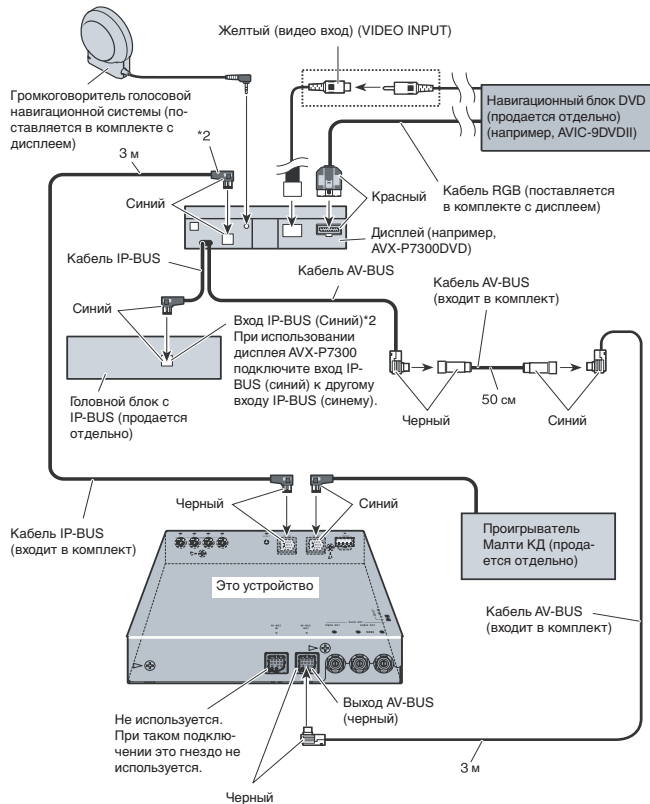 Желтый (видео вход) (VIDEO INPUT)
Громкоговоритель голосовой
навигационной системы (по-
ставляется в комплекте с
дисплеем)
Навигационный блок DVD
(продается отдельно)
(например, AVIC-9DVDII)
*2
3 м
Синий
Красный
Кабель RGB (поставляется
в комплекте с дисплеем)
Дисплей (например,
AVX-P7300DVD)
Кабель IP-BUS
Кабель AV-BUS
Кабель AV-BUS
(входит в комплект)
Синий
Вход IP-BUS (Синий)*2
При использовании
дисплея AVX-P7300
подключите вход IP-
BUS (синий) к другому
входу IP-BUS (синему).
Головной блок с
IP-BUS (продается
отдельно)
50 см
Черный
Синий
Черный
Синий
Кабель IP-BUS
(входит в комплект)
Проигрыватель
Малти КД (прода-
ется отдельно)
Это устройство
Кабель AV-BUS
(входит в комплект)
Выход AV-BUS
(черный)
Не используется.
При таком подклю-
чении это гнездо не
используется.
3 м
Черный